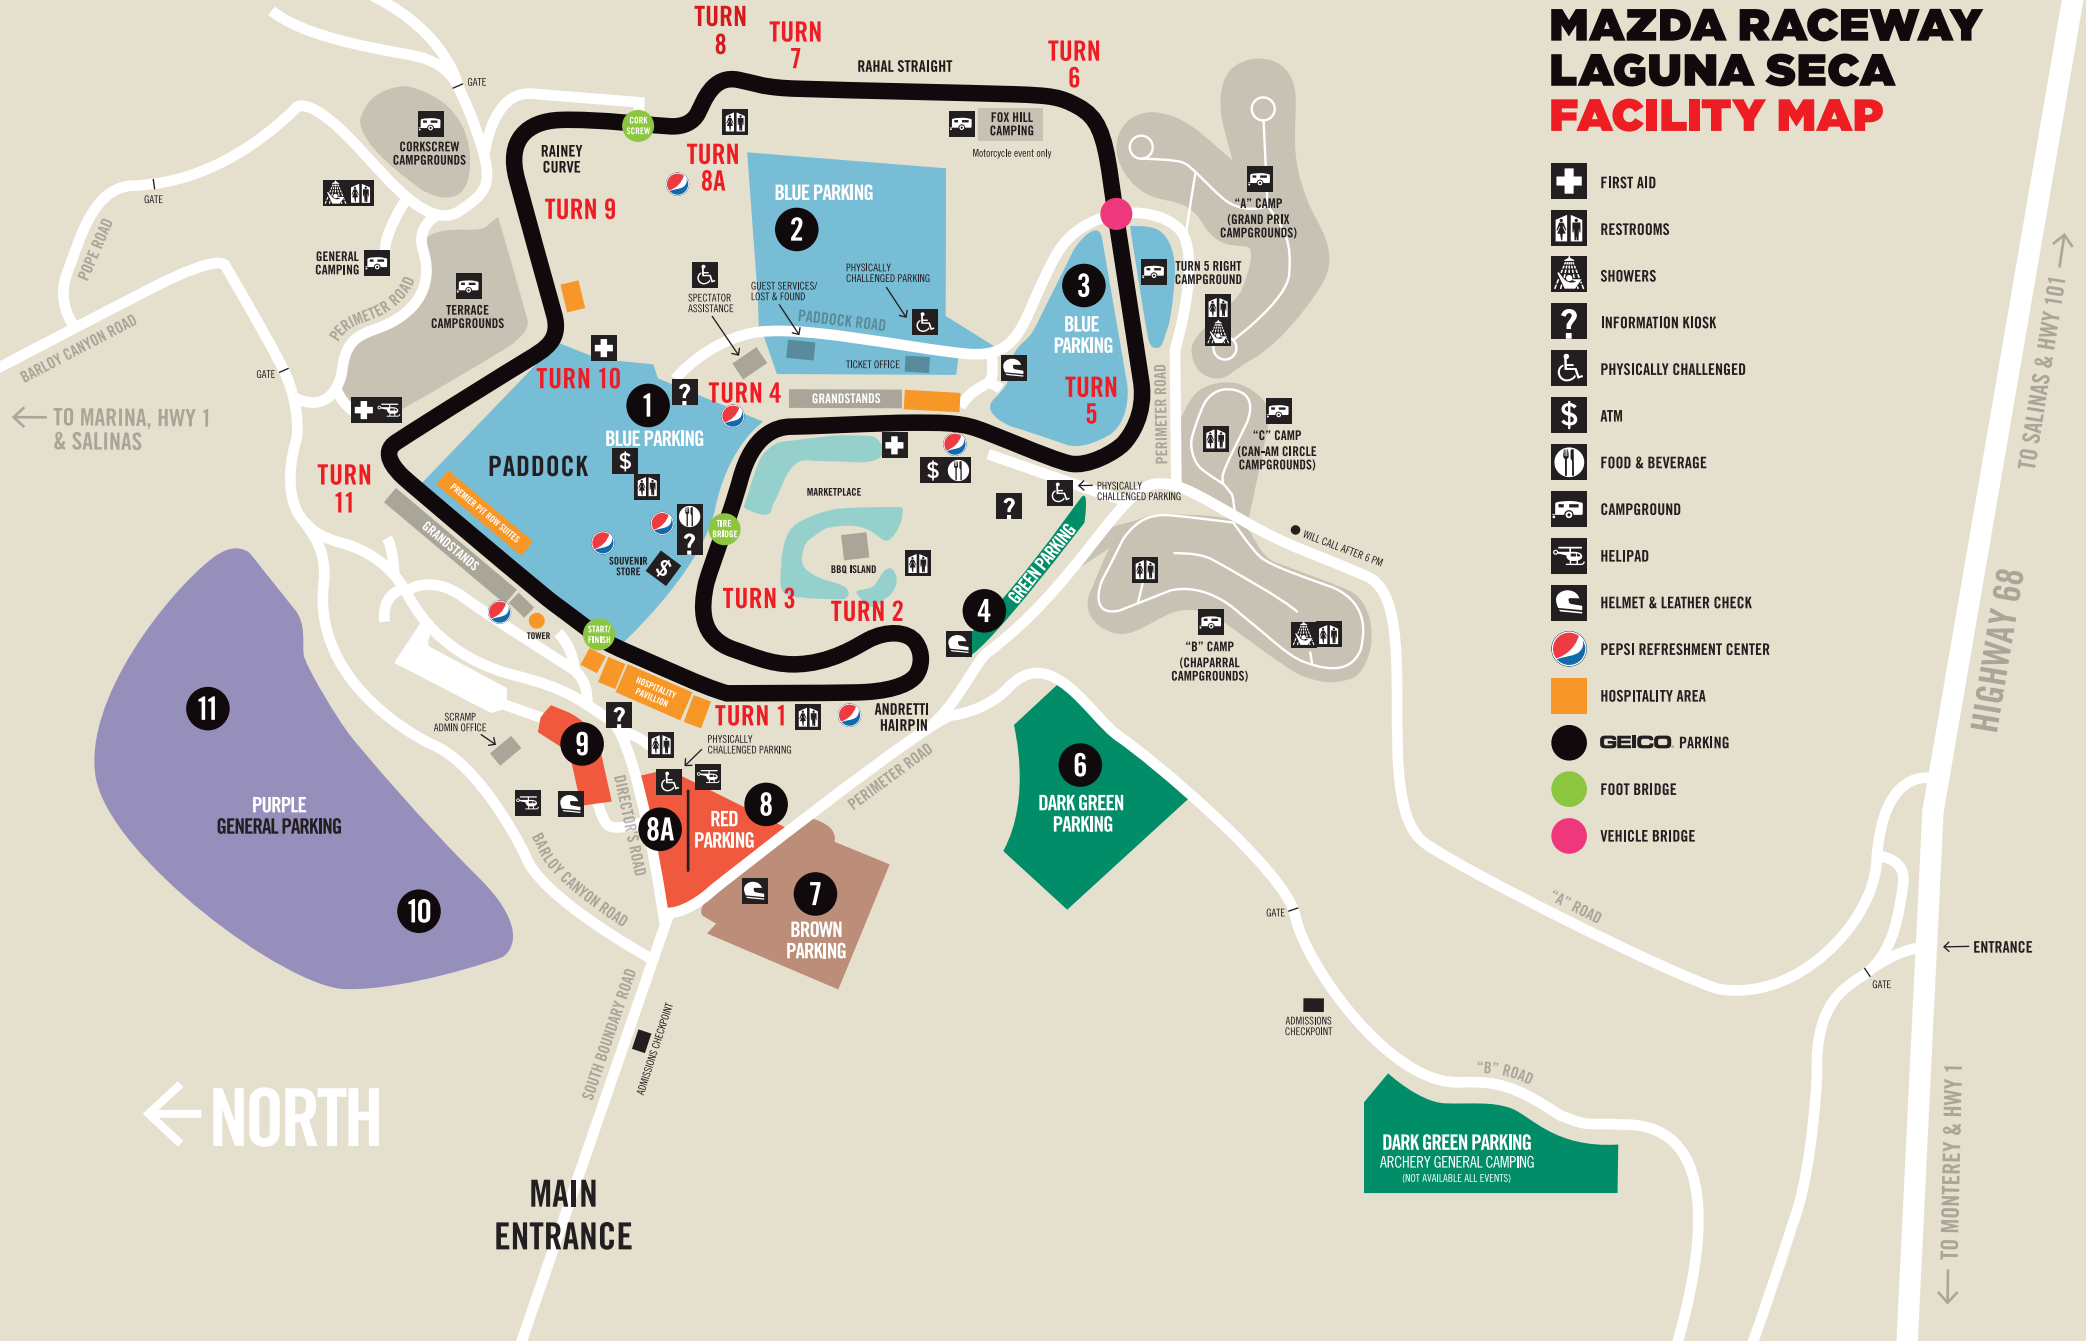 MAZDA RACEWAY
LAGUNA SECA
FACILITY MAP
FIRST AID
RESTROOMS
SHOWERS
?
INFORMATION KIOSK
PHYSICALLY CHALLENGED
$
ATM
FOOD & BEVERAGE
CAMPGROUND
HELIPAD
HELMET & LEATHER CHECK
PEPSI REFRESHMENT CENTER
HOSPITALITY AREA
GEICO. PARKING
FOOT BRIDGE
VEHICLE BRIDGE
TURN
8
TURN
7
RAHAL STRAIGHT
TURN
6
GATE
CORKSCREW
CAMPGROUNDS
CORK
SCREW
RAINEY
CURVE
TURN
8A
FOX HILL
CAMPING
Motorcycle event only
TURN 9
BLUE PARKING
2
"A" CAMP
(GRAND PRIX
CAMPGROUNDS)
GATE
POPE ROAD
GENERAL
CAMPING
PERIMETER ROAD
TERRACE
CAMPGROUNDS
BARLOY CANYON ROAD
GATE
SPECTATOR
ASSISTANCE
GUEST SERVICES/
LOST & FOUND
PHYSICALLY
CHALLENGED PARKING
PADDOCK ROAD
TICKET OFFICE
3
BLUE
PARKING
TURN 5 RIGHT
CAMPGROUND
TURN
5
PERIMETER ROAD
TO MARINA, HWY 1
& SALINAS
TURN 10
1
?
BLUE PARKING
TURN 4
GRANDSTANDS
PADDOCK
$
TURN
11
PREMIER PIT ROW SUITES
GRANDSTANDS
$
MARKETPLACE
?
PHYSICALLY
CHALLENGED PARKING
"C" CAMP
(CAN-AM CIRCLE
CAMPGROUNDS)
WILL CALL AFTER 6 PM
TIRE
BRIDGE
?
SOUVENIR
STORE
$
BBQ ISLAND
GREEN PARKING
4
TURN 3
TURN 2
TOWER
START/
FINISH
HOSPITALITY
PAVILLION
TURN 1
ANDRETTI
HAIRPIN
"B" CAMP
(CHAPARRAL
CAMPGROUNDS)
11
PURPLE
GENERAL PARKING
10
SCRAMP
ADMIN OFFICE
9
?
PHYSICALLY
CHALLENGED PARKING
DIRECTOR'S ROAD
8A
RED
PARKING
8
PERIMETER ROAD
6
DARK GREEN
PARKING
BARLOY CANYON ROAD
7
BROWN
PARKING
SOUTH BOUNDARY ROAD
ADMISSIONS CHECKPOINT
GATE
ADMISSIONS
CHECKPOINT
"A" ROAD
"B" ROAD
GATE
ENTRANCE
TO SALINAS & HWY 101
HIGHWAY 68
TO MONTEREY & HWY 1
DARK GREEN PARKING
ARCHERY GENERAL CAMPING
(NOT AVAILABLE ALL EVENTS)
NORTH
MAIN
ENTRANCE